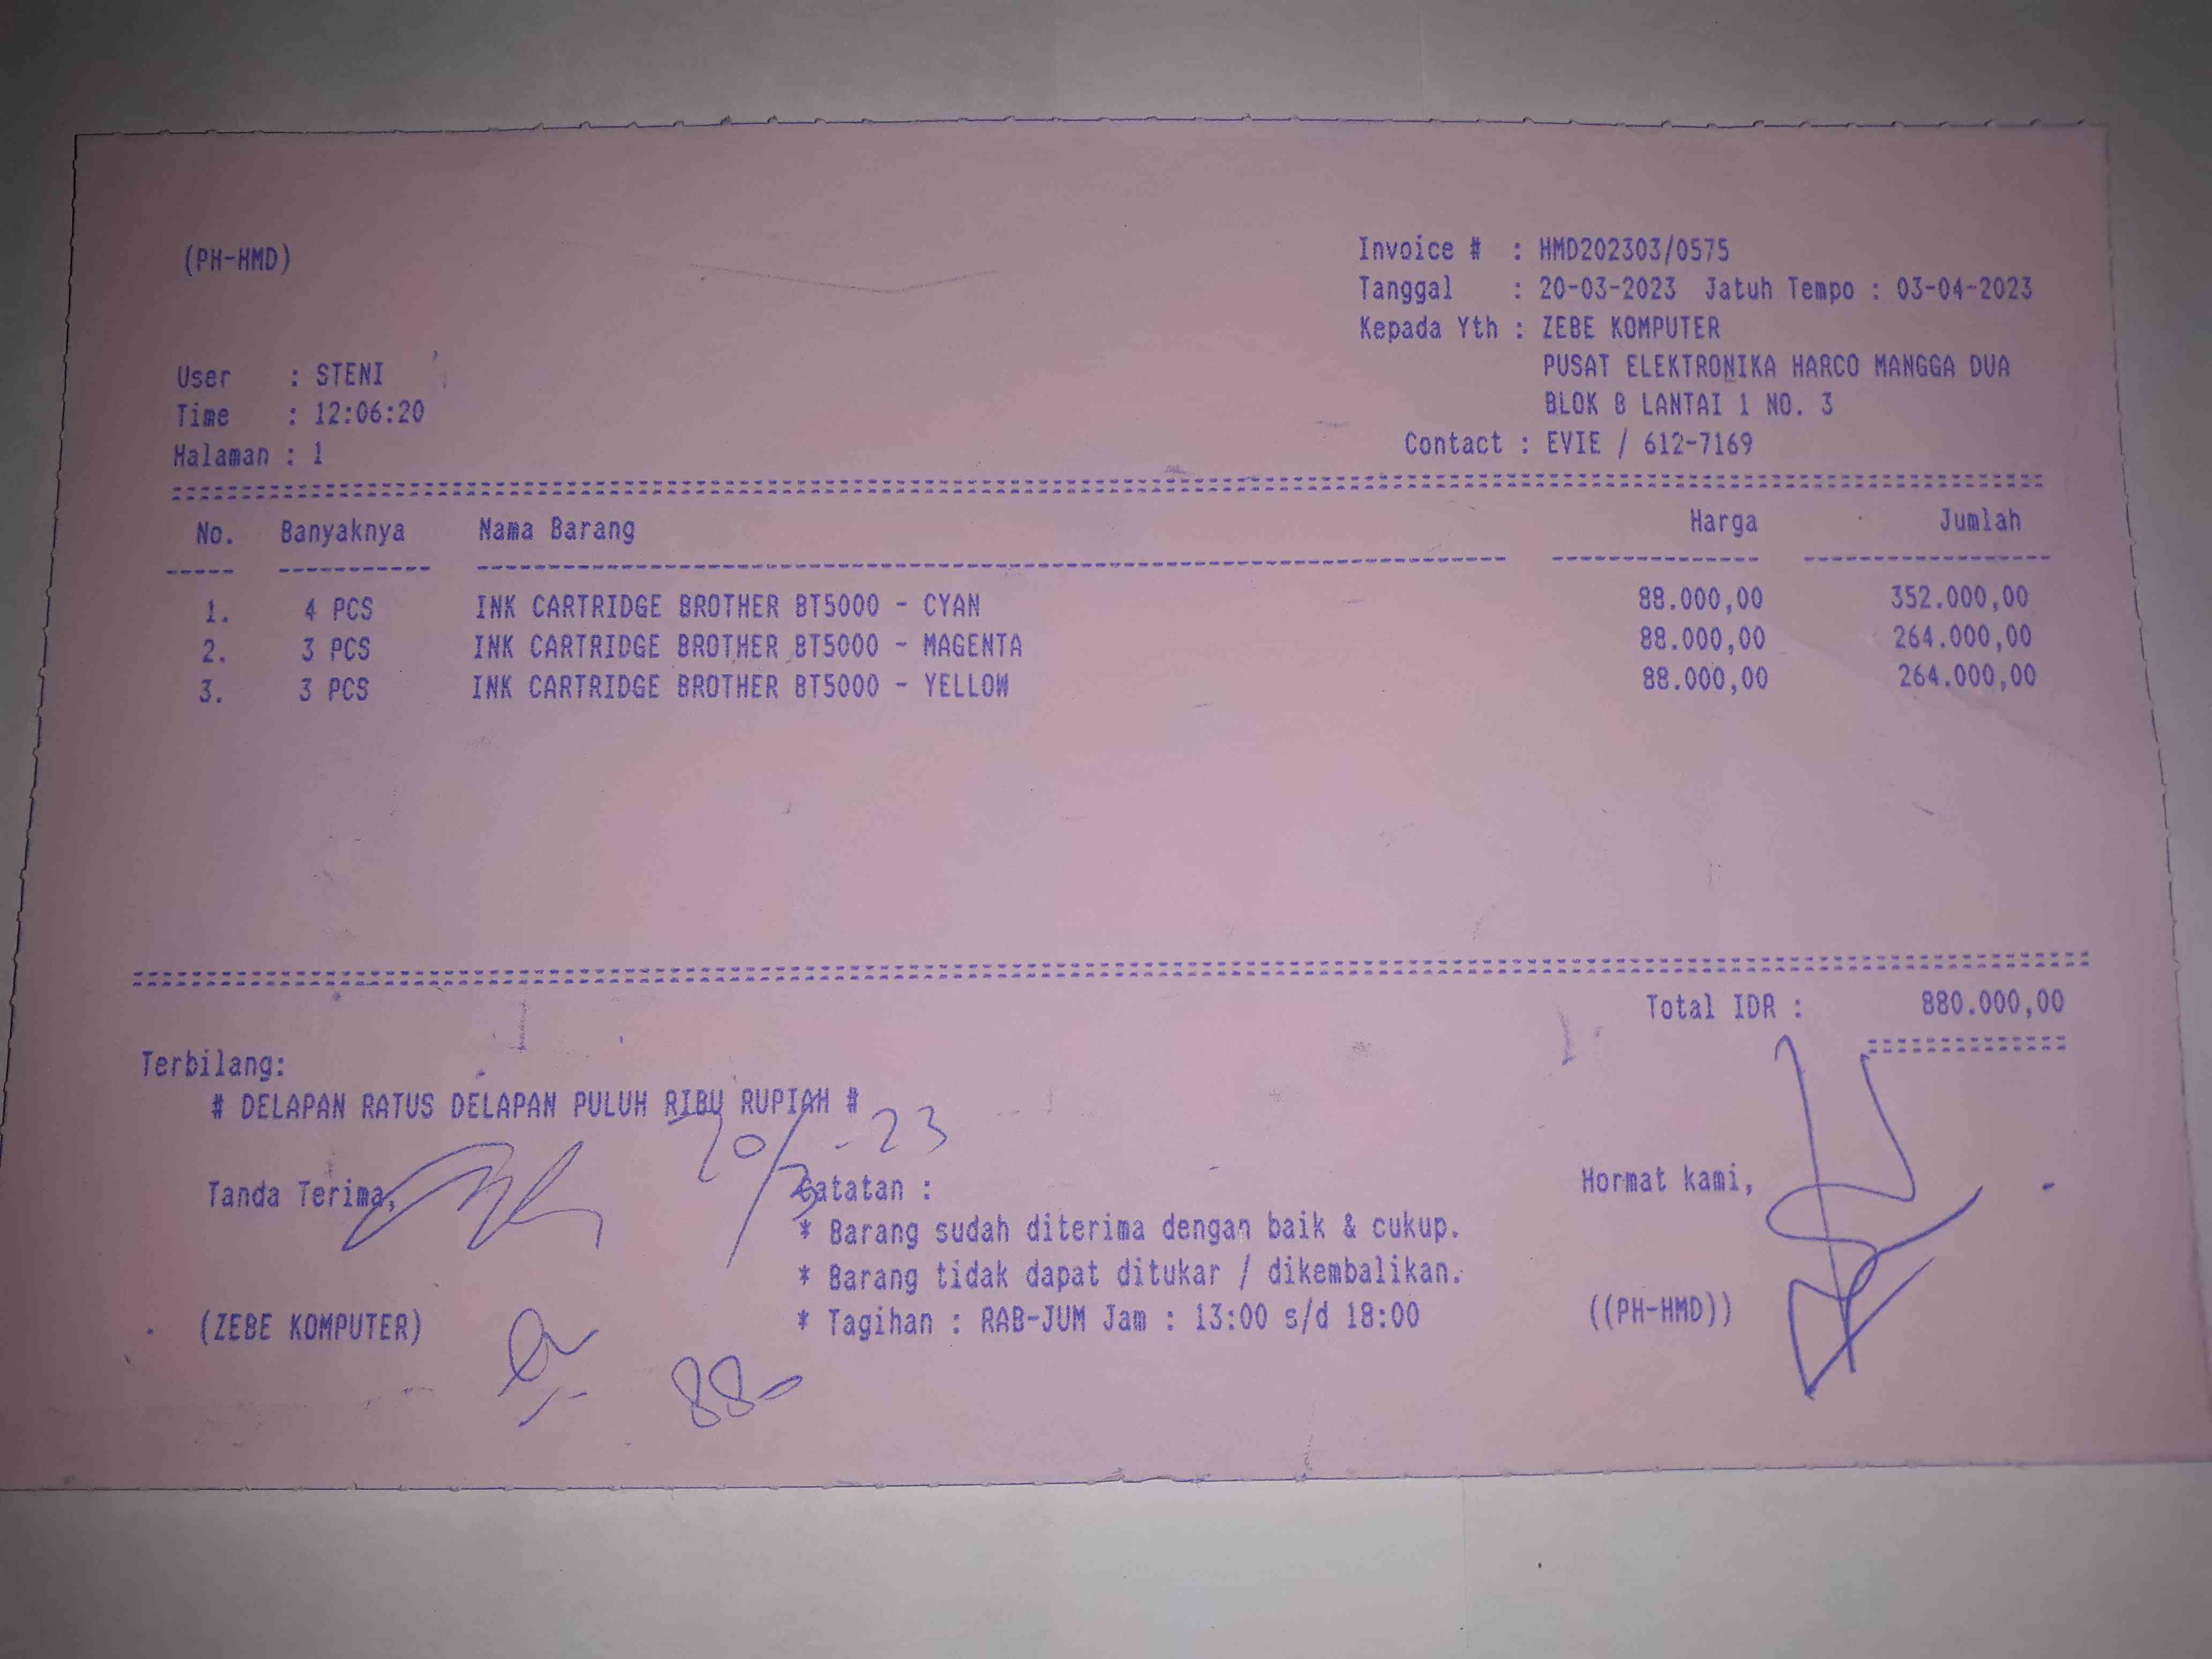 (PH-HMD)
Invoice # : HMD202303/0575
Tanggal : 20-03-2023 Jatuh Tempo : 03-04-2023
Kepada Yth : ZEBE KOMPUTER
PUSAT ELEKTRONIKA HARCO MANGGA DUA
BLOK B LANTAI 1 NO. 3
Contact : EVIE / 612-7169
User : STENI
Time : 12:06:20
Halaman : 1
No. Banyaknya Nama Barang Harga Jumlah
1. 4 PCS INK CARTRIDGE BROTHER BT5000 - CYAN 88.000,00 352.000,00
2. 3 PCS INK CARTRIDGE BROTHER BT5000 - MAGENTA 88.000,00 264.000,00
3. 3 PCS INK CARTRIDGE BROTHER BT5000 - YELLOW 88.000,00 264.000,00
Total IDR : 880.000,00
Terbilang:
# DELAPAN RATUS DELAPAN PULUH RIBU RUPIAH #
20/3-23
Tanda Terima,
Catatan :
* Barang sudah diterima dengan baik & cukup.
* Barang tidak dapat ditukar / dikembalikan.
* Tagihan : RAB-JUM Jam : 13:00 s/d 18:00
Hormat kami,
(ZEBE KOMPUTER)
((PH-HMD))
88-